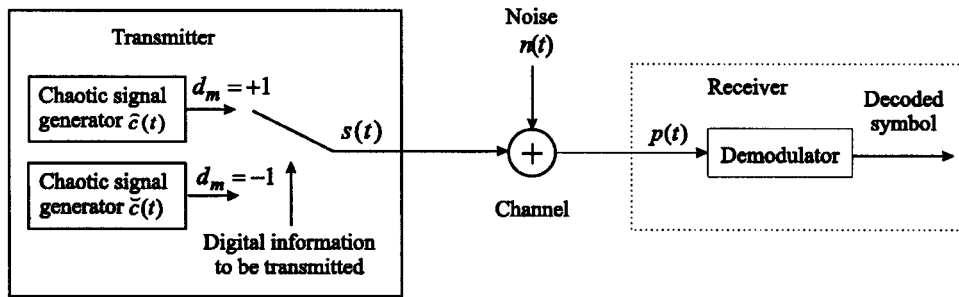 Transmitter
Chaotic signal
generator ĉ(t)
d_m = +1
Chaotic signal
generator č(t)
d_m = −1
Digital information
to be transmitted
s(t)
Noise
n(t)
+
Channel
p(t)
Receiver
Demodulator
Decoded
symbol